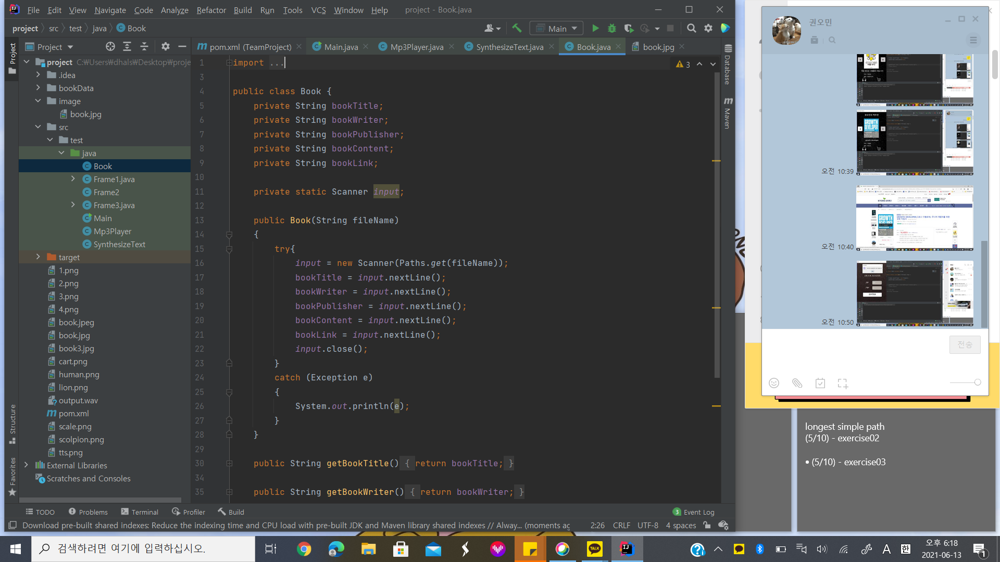 File Edit View Navigate Code Analyze Refactor Build Run Tools VCS Window Help project - Book.java
project src test java Book
Main
Project
pom.xml (TeamProject) Main.java Mp3Player.java SynthesizeText.java Book.java book.jpg
Project
project C:\Users\dhals\Desktop\proje
.idea
bookData
image
book.jpg
src
test
java
Book
Frame1.java
Frame2
Frame3.java
Main
Mp3Player
SynthesizeText
target
1.png
2.png
3.png
4.png
book.jpeg
book.jpg
book3.jpg
cart.png
human.png
lion.png
output.wav
pom.xml
scale.png
scolpion.png
tts.png
External Libraries
Scratches and Consoles
Structure
Favorites
1 import ...
3
4 public class Book {
5 private String bookTitle;
6 private String bookWriter;
7 private String bookPublisher;
8 private String bookContent;
9 private String bookLink;
10
11 private static Scanner input;
12
13 public Book(String fileName)
14 {
15 try{
16 input = new Scanner(Paths.get(fileName));
17 bookTitle = input.nextLine();
18 bookWriter = input.nextLine();
19 bookPublisher = input.nextLine();
20 bookContent = input.nextLine();
21 bookLink = input.nextLine();
22 input.close();
23 }
24 catch (Exception e)
25 {
26 System.out.println(e);
27 }
28 }
29
30 public String getBookTitle() { return bookTitle; }
34
35 public String getBookWriter() { return bookWriter; }
3
Database
Maven
TODO Problems Terminal Profiler Build 3 Event Log
Download pre-built shared indexes: Reduce the indexing time and CPU load with pre-built JDK and Maven library shared indexes // Alway... (moments ag 2:26 CRLF UTF-8 4 spaces
권오민
GROWTH DEVELOPER
오전 10:39
오전 10:40
ENTER
오전 10:50
전송
longest simple path
(5/10) - exercise02
• (5/10) - exercise03
검색하려면 여기에 입력하십시오.
TALK
A 한
오후 6:18
2021-06-13
1